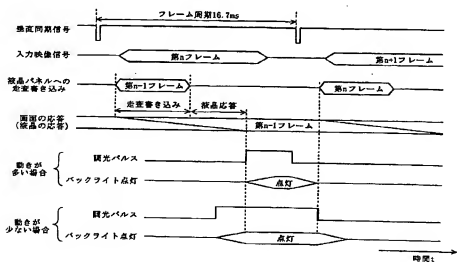 フレーム周期16.7ms
垂直同期信号
入力映像信号
第nフレーム
第n+1フレーム
液晶パネルへの
走査書き込み
第n-1フレーム
第nフレーム
走査書き込み
液晶応答
画面の応答
(液晶の応答)
第n-1フレーム
動きが
多い場合
調光パルス
バックライト点灯
点灯
動きが
少ない場合
調光パルス
バックライト点灯
点灯
時間t